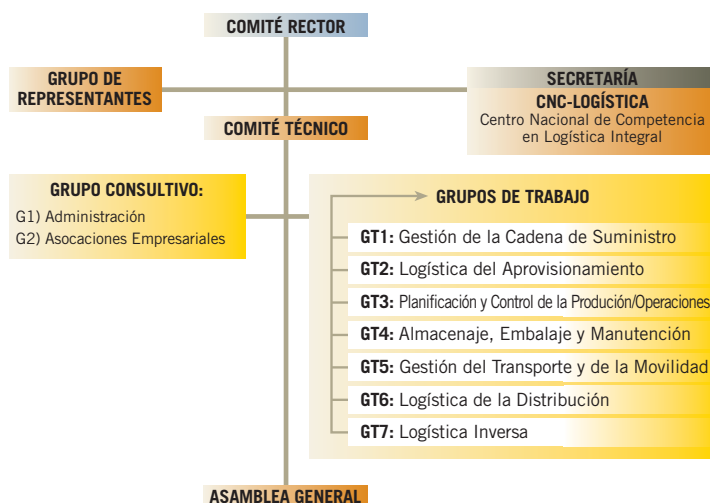 COMITÉ RECTOR
GRUPO DE
REPRESENTANTES
SECRETARÍA
CNC-LOGÍSTICA
Centro Nacional de Competencia
en Logística Integral
COMITÉ TÉCNICO
GRUPO CONSULTIVO:
G1) Administración
G2) Asocaciones Empresariales
GRUPOS DE TRABAJO
GT1: Gestión de la Cadena de Suministro
GT2: Logística del Aprovisionamiento
GT3: Planificación y Control de la Produción/Operaciones
GT4: Almacenaje, Embalaje y Manutención
GT5: Gestión del Transporte y de la Movilidad
GT6: Logística de la Distribución
GT7: Logística Inversa
ASAMBLEA GENERAL